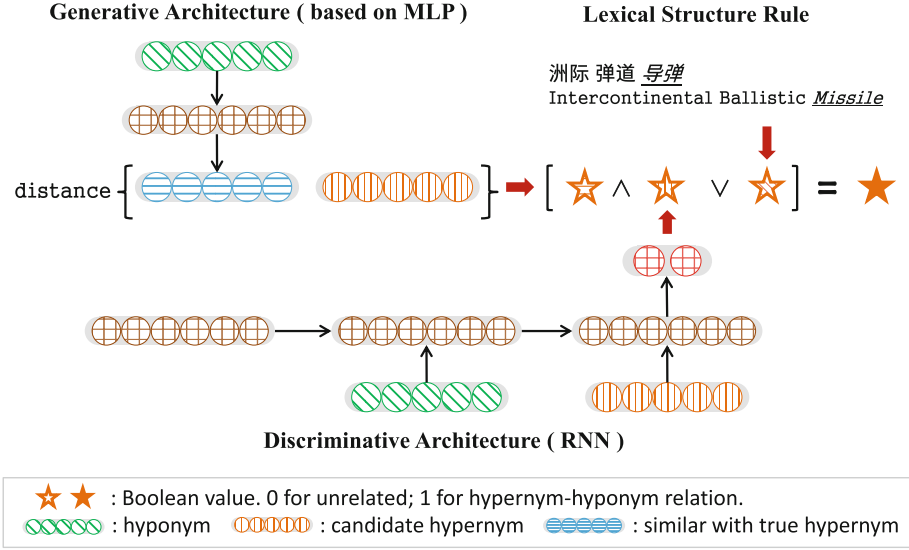 Generative Architecture ( based on MLP )
Lexical Structure Rule
洲际 弹道 导弹
Intercontinental Ballistic Missile
distance { } [ ∧ ∨ ] =
Discriminative Architecture ( RNN )
: Boolean value. 0 for unrelated; 1 for hypernym-hyponym relation.
: hyponym : candidate hypernym : similar with true hypernym